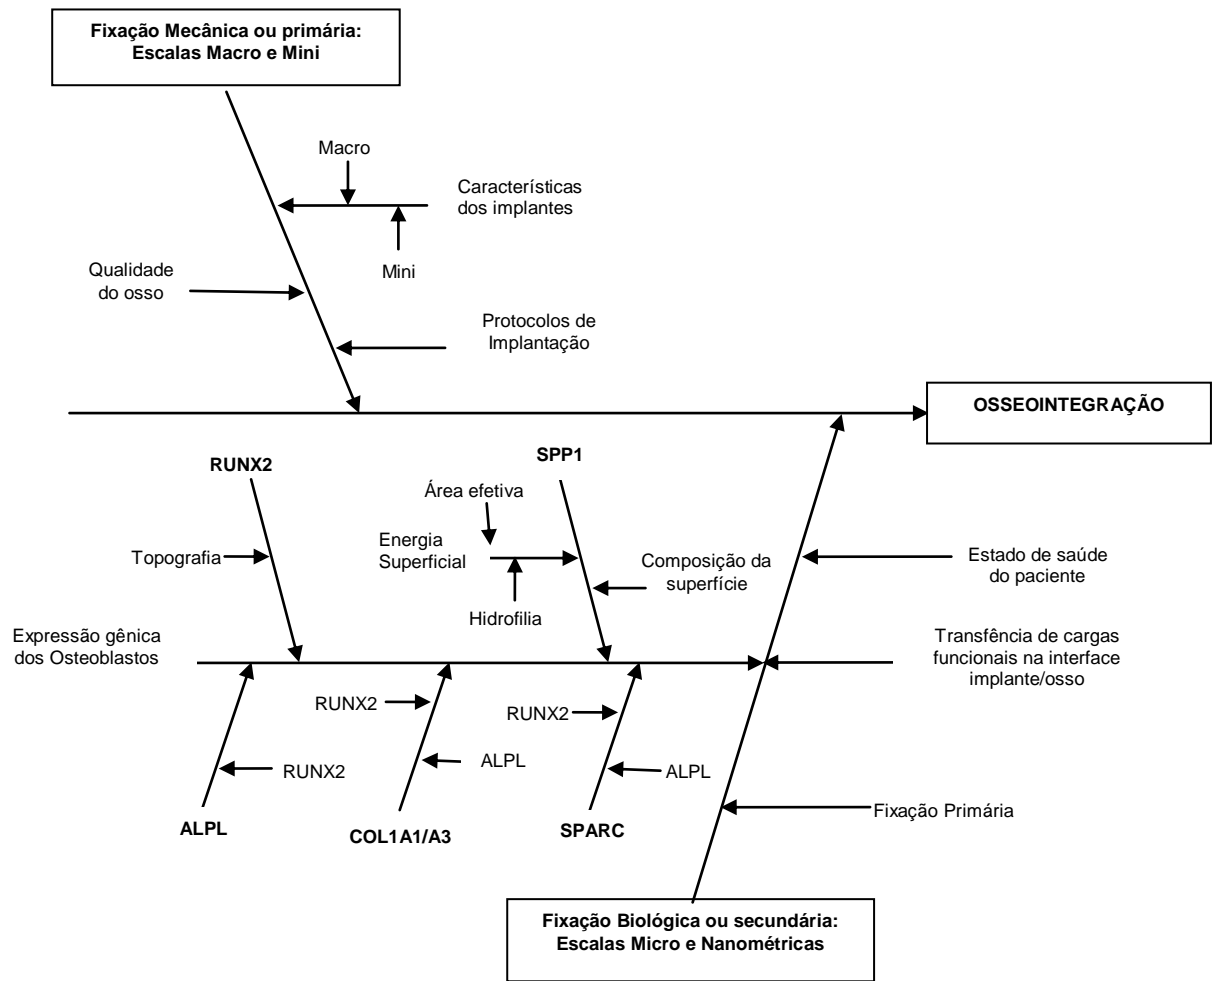 Fixação Mecânica ou primária:
Escalas Macro e Mini
Macro
Características
dos implantes
Mini
Qualidade
do osso
Protocolos de
Implantação
OSSEOINTEGRAÇÃO
RUNX2
SPP1
Área efetiva
Topografia
Energia
Superficial
Composição da
superfície
Hidrofilia
Estado de saúde
do paciente
Expressão gênica
dos Osteoblastos
Transfência de cargas
funcionais na interface
implante/osso
RUNX2
RUNX2
RUNX2
ALPL
ALPL
Fixação Primária
ALPL
COL1A1/A3
SPARC
Fixação Biológica ou secundária:
Escalas Micro e Nanométricas